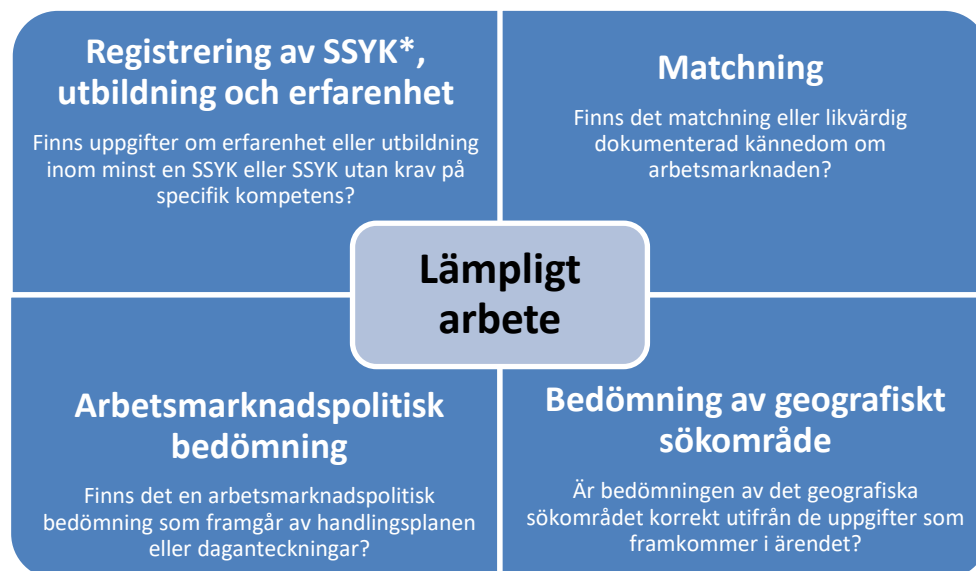 Registrering av SSYK*,
utbildning och erfarenhet
Finns uppgifter om erfarenhet eller utbildning
inom minst en SSYK eller SSYK utan krav på
specifik kompetens?
Matchning
Finns det matchning eller likvärdig
dokumenterad kännedom om
arbetsmarknaden?
Lämpligt
arbete
Arbetsmarknadspolitisk
bedömning
Finns det en arbetsmarknadspolitisk
bedömning som framgår av handlingsplanen
eller daganteckningar?
Bedömning av geografiskt
sökområde
Är bedömningen av det geografiska
sökområdet korrekt utifrån de uppgifter som
framkommer i ärendet?